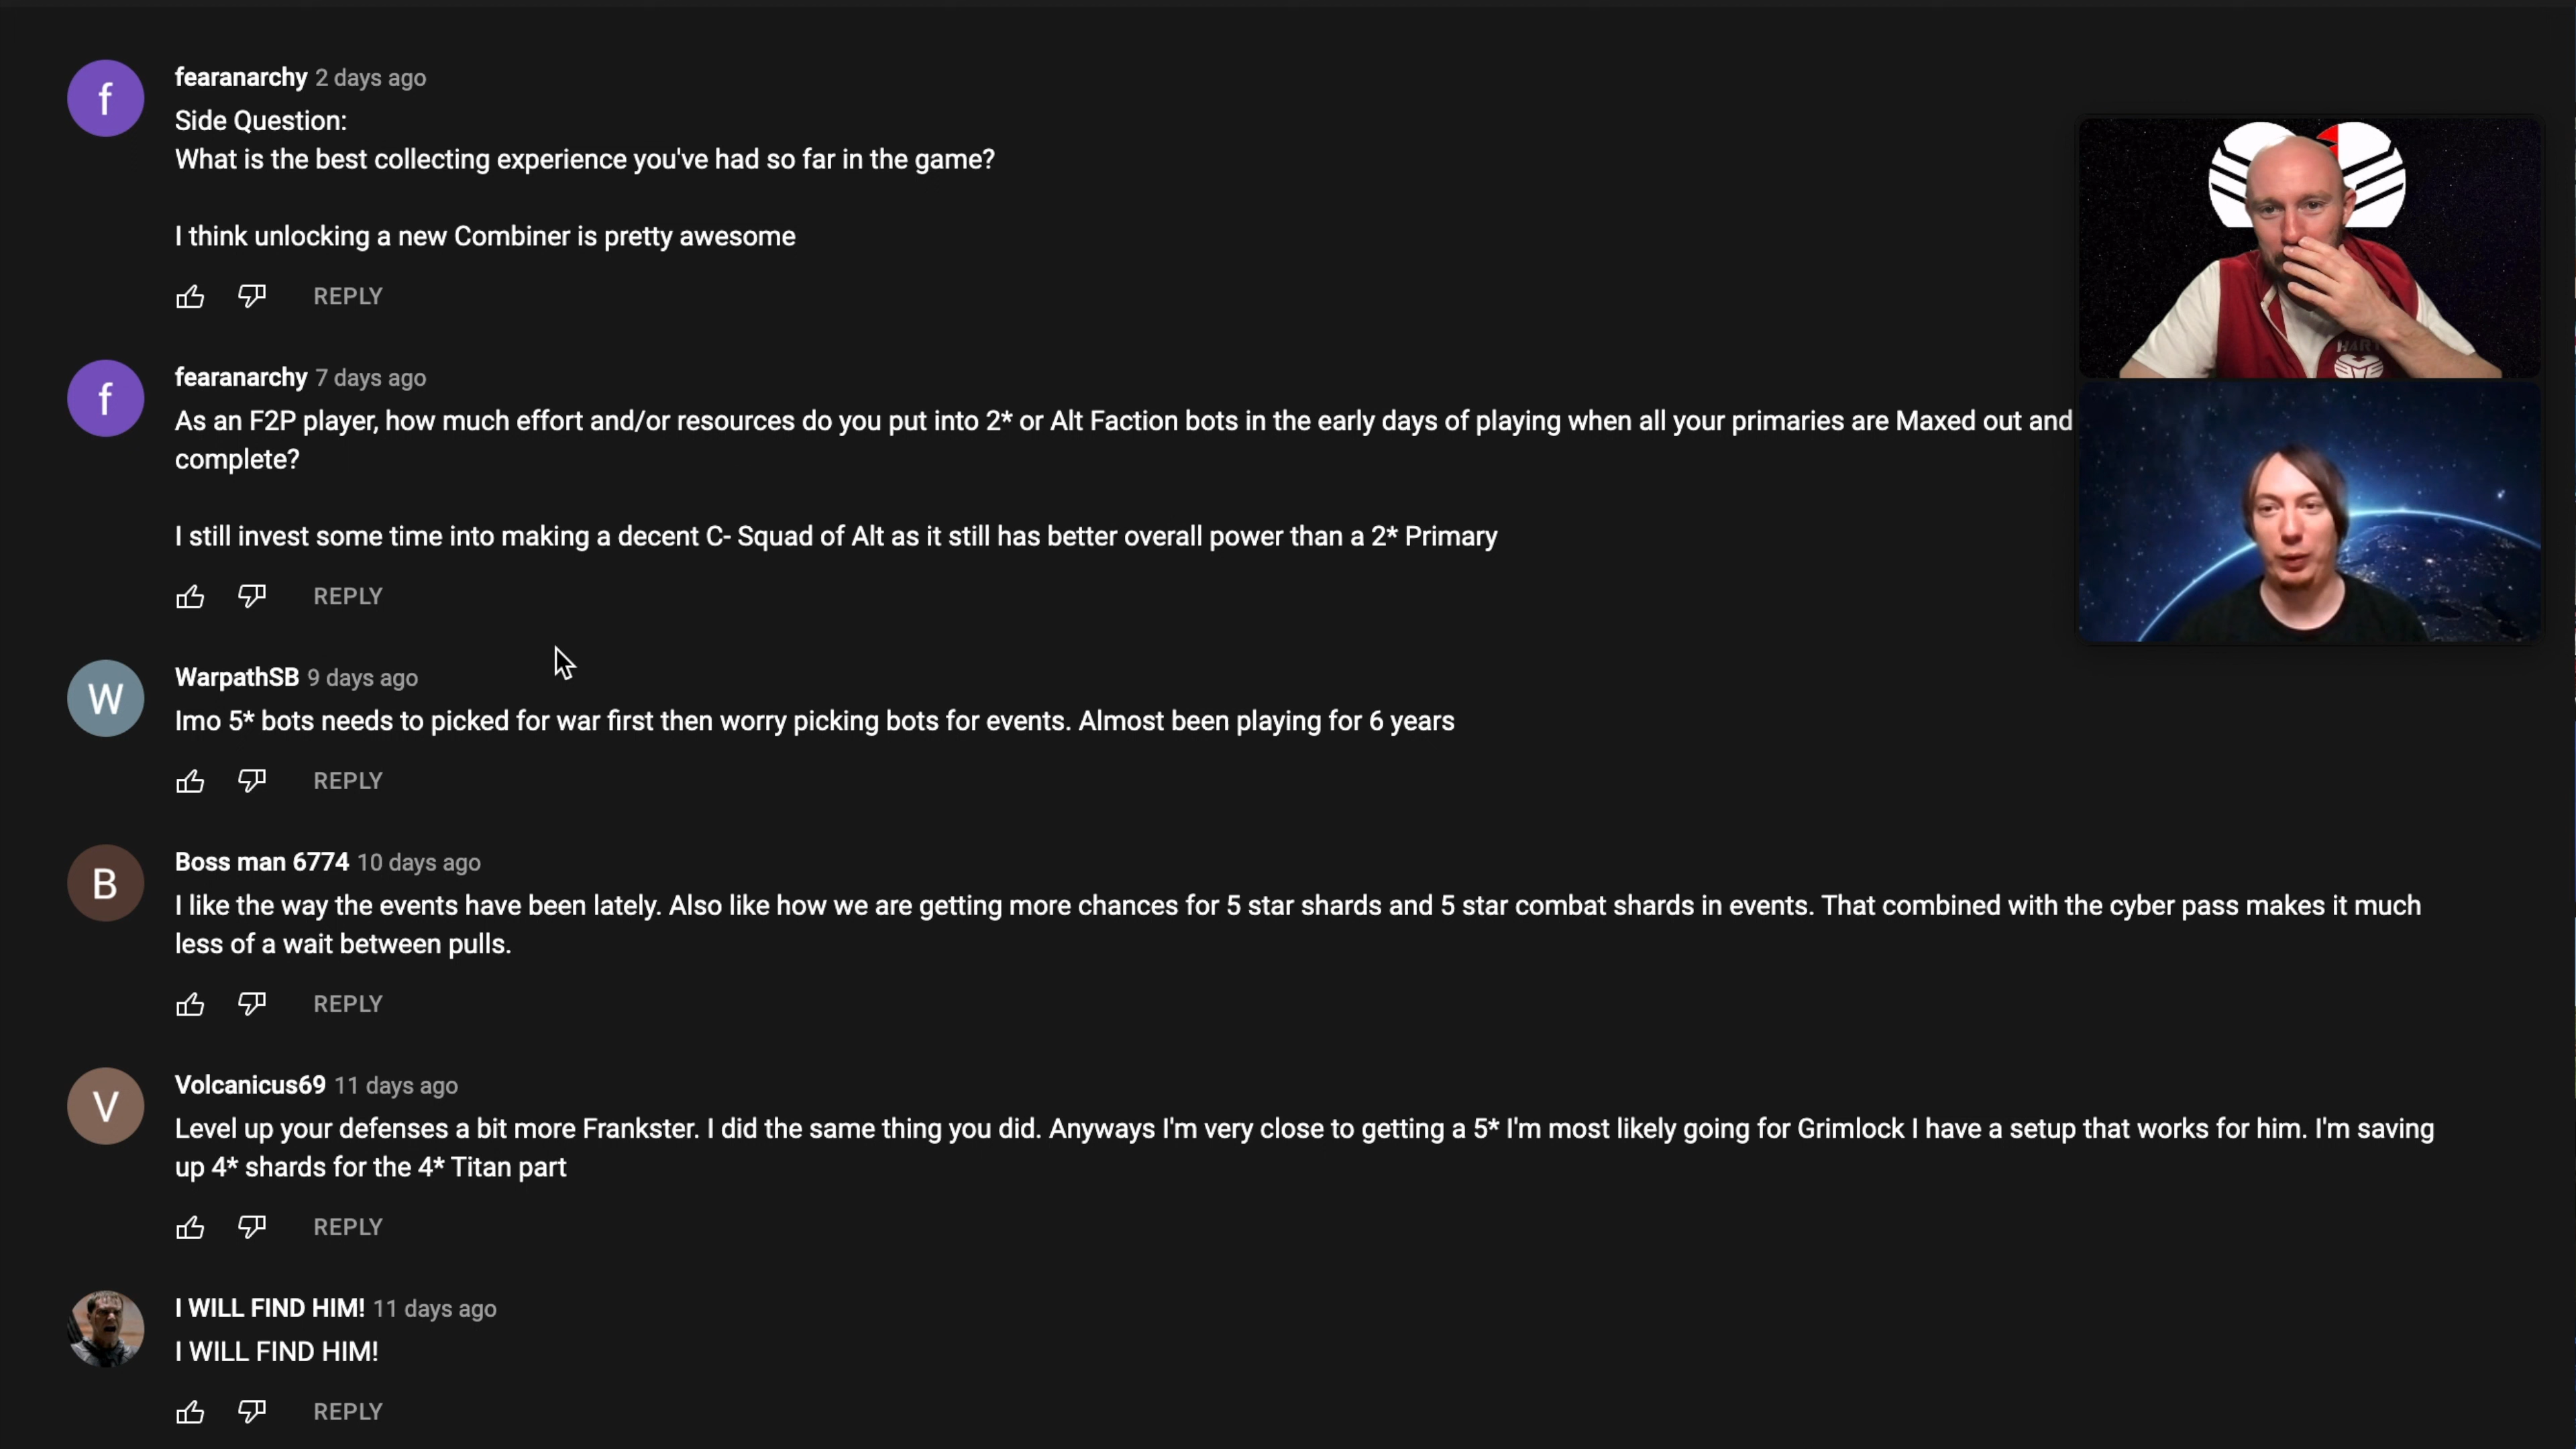 fearanarchy 2 days ago
Side Question:
What is the best collecting experience you've had so far in the game?
I think unlocking a new Combiner is pretty awesome
REPLY
fearanarchy 7 days ago
As an F2P player, how much effort and/or resources do you put into 2* or Alt Faction bots in the early days of playing when all your primaries are Maxed out and
complete?
I still invest some time into making a decent C- Squad of Alt as it still has better overall power than a 2* Primary
REPLY
WarpathSB 9 days ago
Imo 5* bots needs to picked for war first then worry picking bots for events. Almost been playing for 6 years
REPLY
Boss man 6774 10 days ago
I like the way the events have been lately. Also like how we are getting more chances for 5 star shards and 5 star combat shards in events. That combined with the cyber pass makes it much
less of a wait between pulls.
REPLY
Volcanicus69 11 days ago
Level up your defenses a bit more Frankster. I did the same thing you did. Anyways I'm very close to getting a 5* I'm most likely going for Grimlock I have a setup that works for him. I'm saving
up 4* shards for the 4* Titan part
REPLY
I WILL FIND HIM! 11 days ago
I WILL FIND HIM!
REPLY
f
f
W
B
V